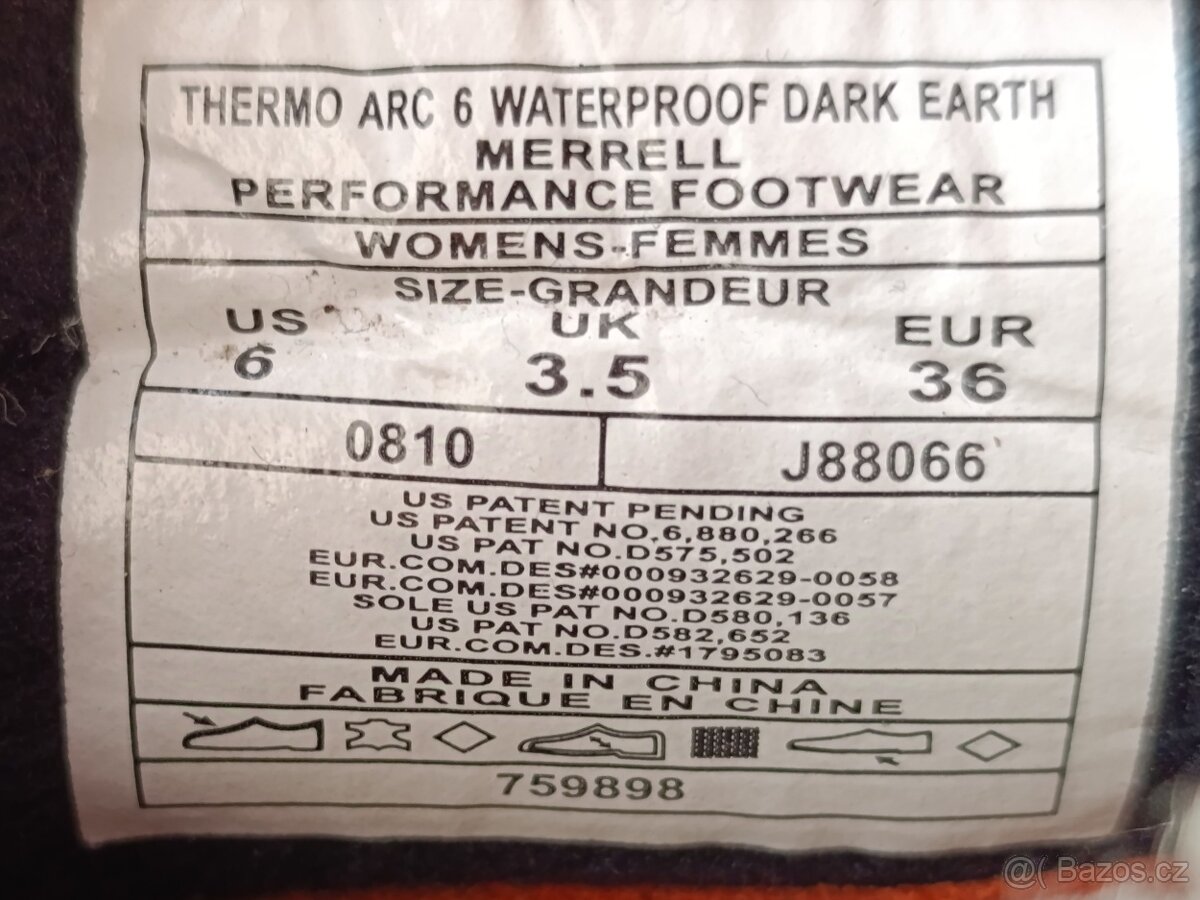 THERMO ARC 6 WATERPROOF DARK EARTH
MERRELL
PERFORMANCE FOOTWEAR
WOMENS-FEMMES
SIZE-GRANDEUR
US UK EUR
6 3.5 36
0810 J88066
US PATENT PENDING
US PATENT NO.6,880,266
US PAT NO.D575,502
EUR.COM.DES#000932629-0058
EUR.COM.DES#000932629-0057
SOLE US PAT NO.D580,136
US PAT NO.D582,652
EUR.COM.DES.#1795083
MADE IN CHINA
FABRIQUE EN CHINE
759898
@( Bazos.cz